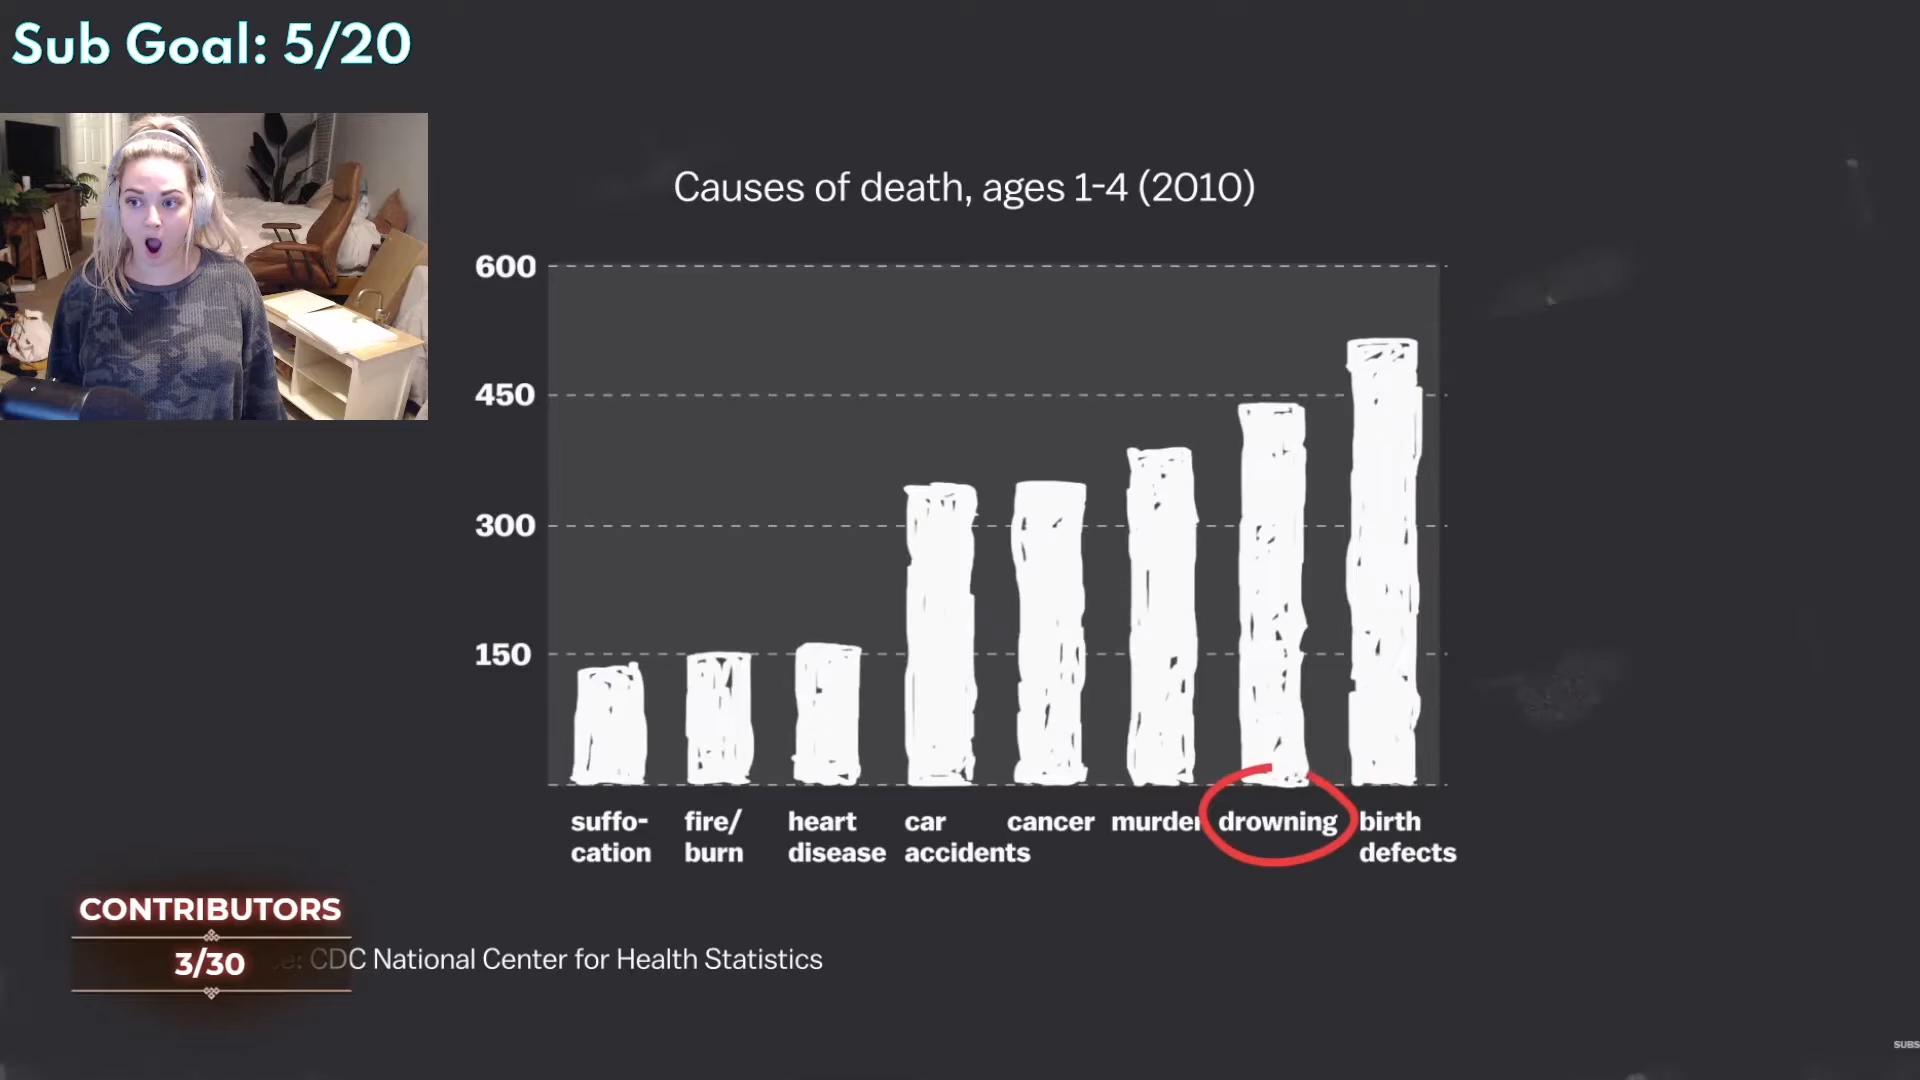 Sub Goal: 5/20
Causes of death, ages 1-4 (2010)
600
450
300
150
suffo-
cation
fire/
burn
heart
disease
car
accidents
cancer
murder
drowning
birth
defects
CONTRIBUTORS
3/30
CDC National Center for Health Statistics
SUBS